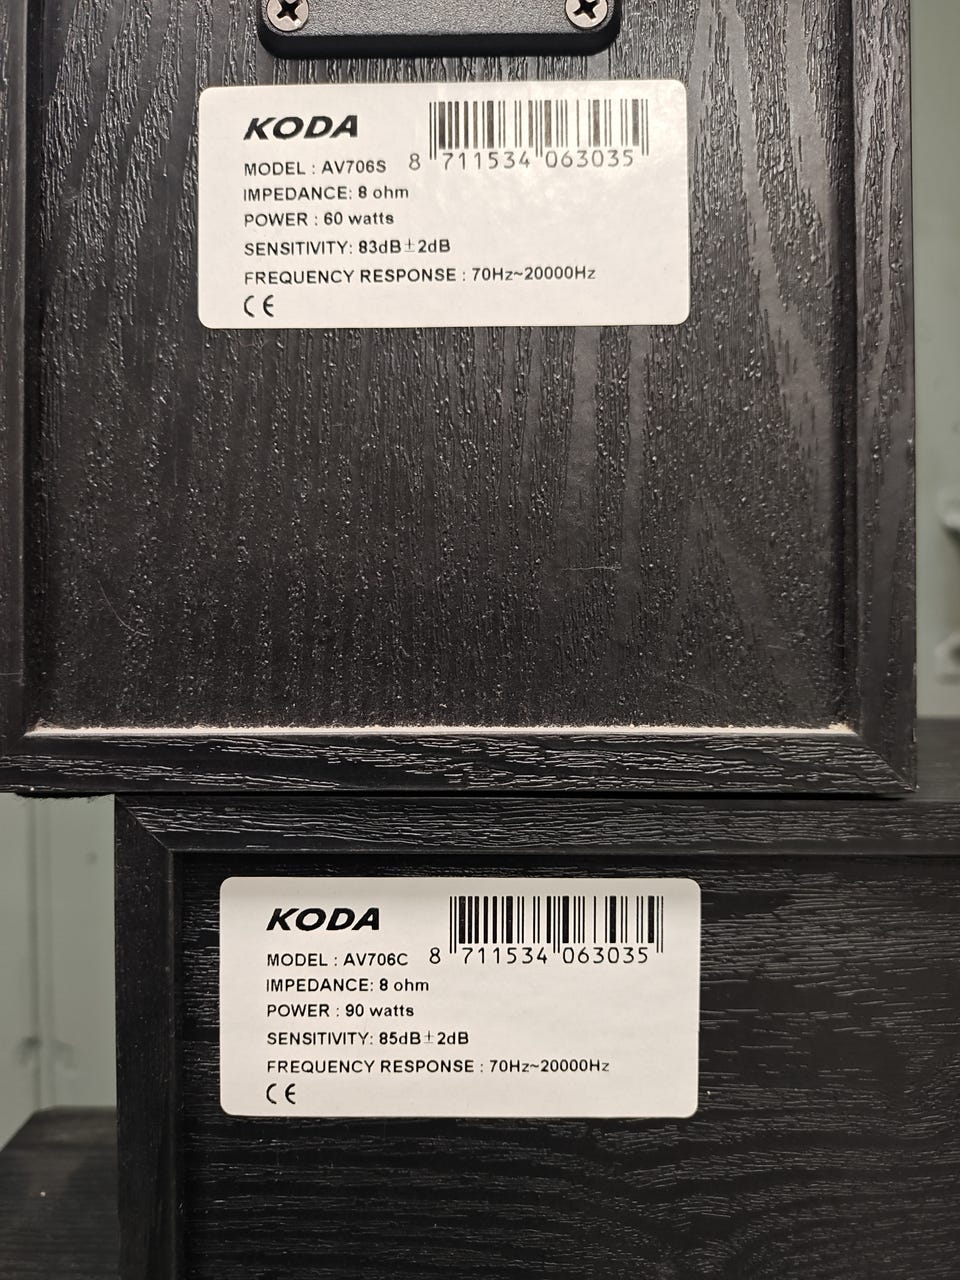 KODA
MODEL : AV706S
8 711534 063035
IMPEDANCE: 8 ohm
POWER : 60 watts
SENSITIVITY: 83dB±2dB
FREQUENCY RESPONSE : 70Hz~20000Hz
CE
KODA
MODEL : AV706C
8 711534 063035
IMPEDANCE: 8 ohm
POWER : 90 watts
SENSITIVITY: 85dB±2dB
FREQUENCY RESPONSE : 70Hz~20000Hz
CE